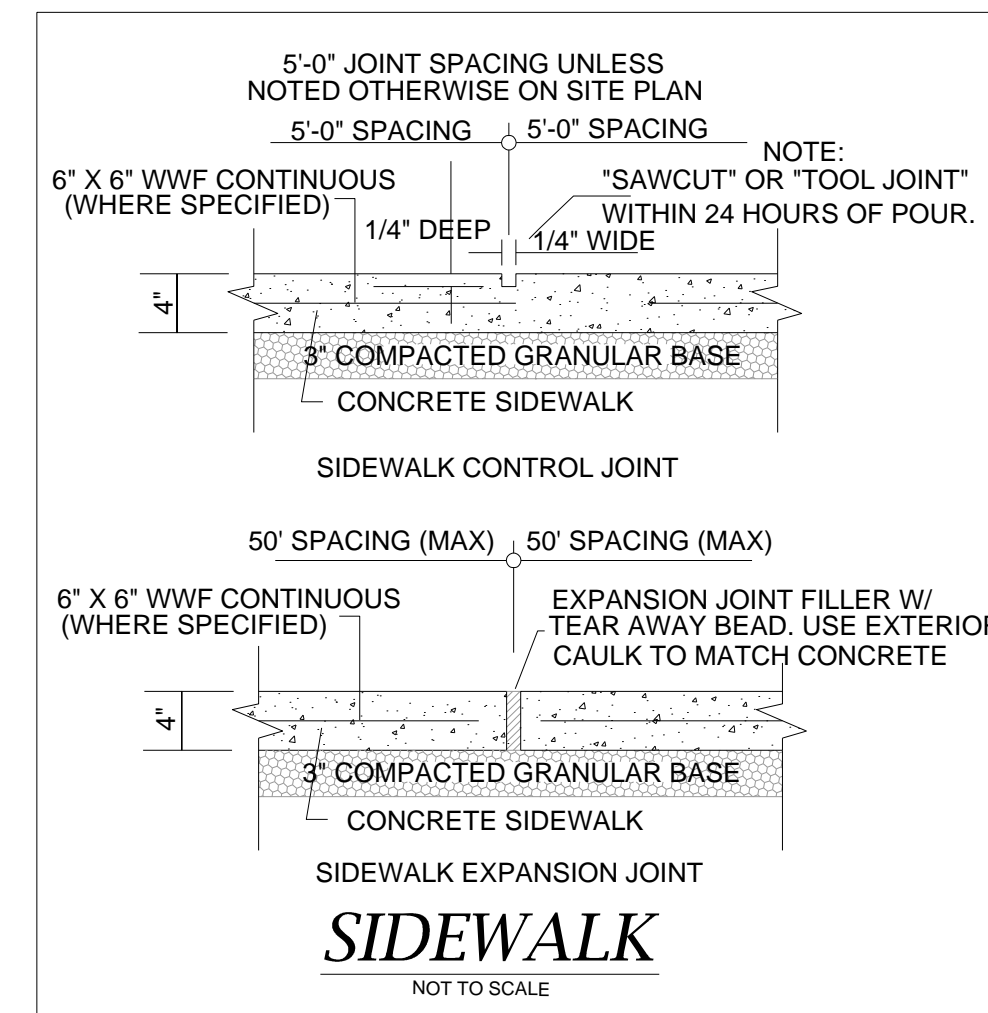 5'-0" JOINT SPACING UNLESS
NOTED OTHERWISE ON SITE PLAN
5'-0" SPACING
5'-0" SPACING
NOTE:
"SAWCUT" OR "TOOL JOINT"
WITHIN 24 HOURS OF POUR.
6" X 6" WWF CONTINUOUS
(WHERE SPECIFIED)
1/4" DEEP
1/4" WIDE
4"
3" COMPACTED GRANULAR BASE
CONCRETE SIDEWALK
SIDEWALK CONTROL JOINT
50' SPACING (MAX)
50' SPACING (MAX)
6" X 6" WWF CONTINUOUS
(WHERE SPECIFIED)
EXPANSION JOINT FILLER W/
TEAR AWAY BEAD. USE EXTERIOR
CAULK TO MATCH CONCRETE
4"
3" COMPACTED GRANULAR BASE
CONCRETE SIDEWALK
SIDEWALK EXPANSION JOINT
SIDEWALK
NOT TO SCALE